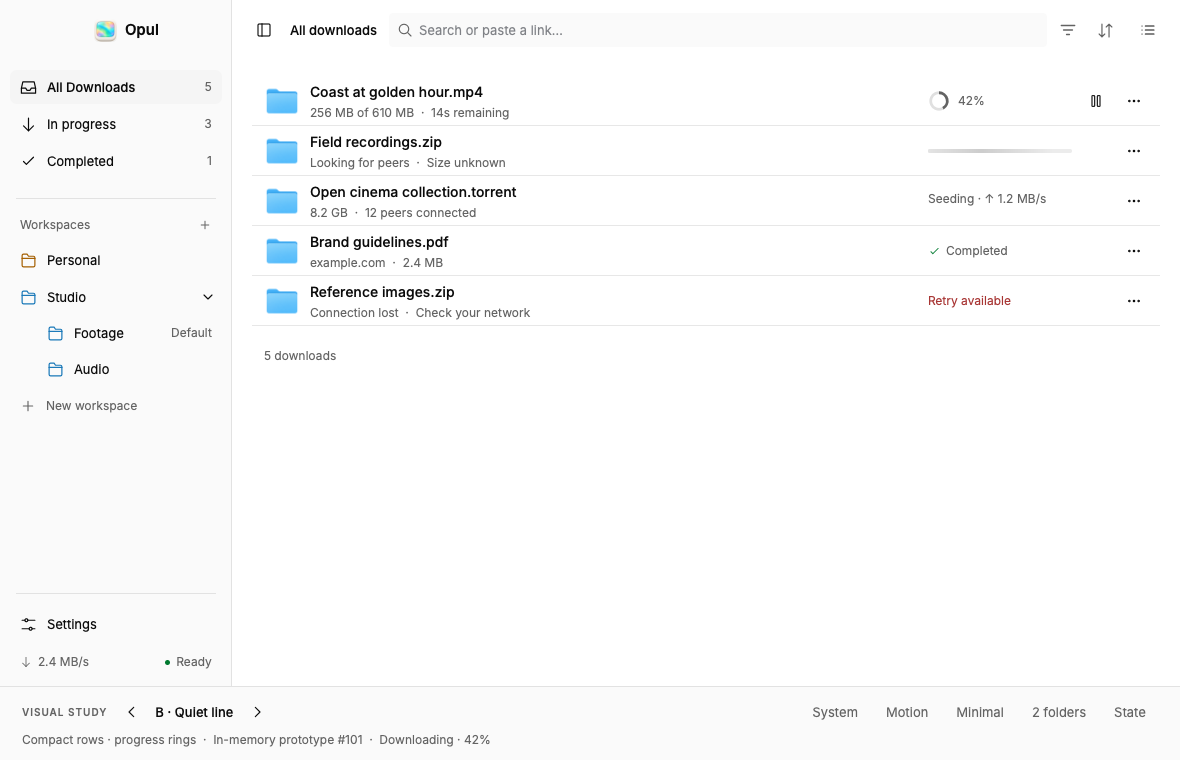 Opul
All Downloads 5
In progress 3
Completed 1
Workspaces
Personal
Studio
Footage Default
Audio
New workspace
Settings
2.4 MB/s Ready
All downloads Search or paste a link...
Coast at golden hour.mp4
256 MB of 610 MB · 14s remaining
42%
Field recordings.zip
Looking for peers · Size unknown
Open cinema collection.torrent
8.2 GB · 12 peers connected
Seeding · ↑ 1.2 MB/s
Brand guidelines.pdf
example.com · 2.4 MB
Completed
Reference images.zip
Connection lost · Check your network
Retry available
5 downloads
VISUAL STUDY B · Quiet line System Motion Minimal 2 folders State
Compact rows · progress rings · In-memory prototype #101 · Downloading · 42%